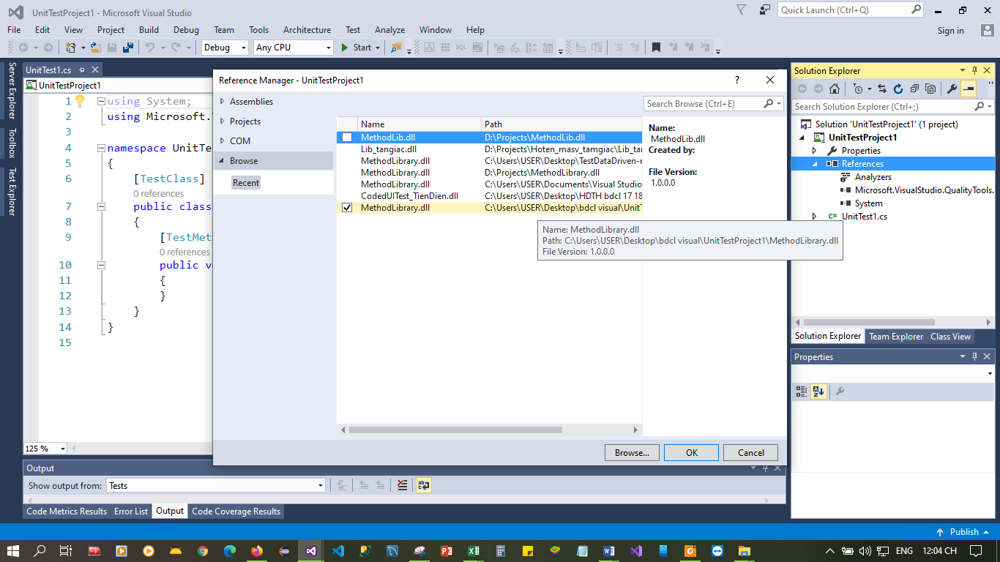 UnitTestProject1 - Microsoft Visual Studio
Quick Launch (Ctrl+Q)
File Edit View Project Build Debug Team Tools Architecture Test Analyze Window Help
Sign in
Debug Any CPU Start
Server Explorer
Toolbox
Test Explorer
UnitTest1.cs
UnitTestProject1
1 using System;
2 using Microsoft.
3
4 namespace UnitTe
5 {
6 [TestClass]
0 references
7 public class
8 {
9 [TestMet
0 references
10 public v
11 {
12 }
13 }
14 }
15
125 %
Reference Manager - UnitTestProject1
?
Assemblies
Projects
COM
Browse
Recent
Search Browse (Ctrl+E)
Name Path
MethodLib.dll D:\Projects\MethodLib.dll
Lib_tangiac.dll D:\Projects\Hoten_masv_tamgiac\Lib_tan
MethodLibrary.dll C:\Users\USER\Desktop\TestDataDriven-r
MethodLibrary.dll D:\Projects\MethodLibrary.dll
MethodLibrary.dll C:\Users\USER\Documents\Visual Studio
CodedUITest_TienDien.dll C:\Users\USER\Desktop\HDTH bdcl 17 18
MethodLibrary.dll C:\Users\USER\Desktop\bdcl visual\UnitT
Name:
MethodLib.dll
Created by:
File Version:
1.0.0.0
Name: MethodLibrary.dll
Path: C:\Users\USER\Desktop\bdcl visual\UnitTestProject1\MethodLibrary.dll
File Version: 1.0.0.0
Browse... OK Cancel
Solution Explorer
Search Solution Explorer (Ctrl+;)
Solution 'UnitTestProject1' (1 project)
UnitTestProject1
Properties
References
Analyzers
Microsoft.VisualStudio.QualityTools.
System
C# UnitTest1.cs
Solution Explorer Team Explorer Class View
Properties
Output
Show output from: Tests
Code Metrics Results Error List Output Code Coverage Results
Publish
ENG 12:04 CH